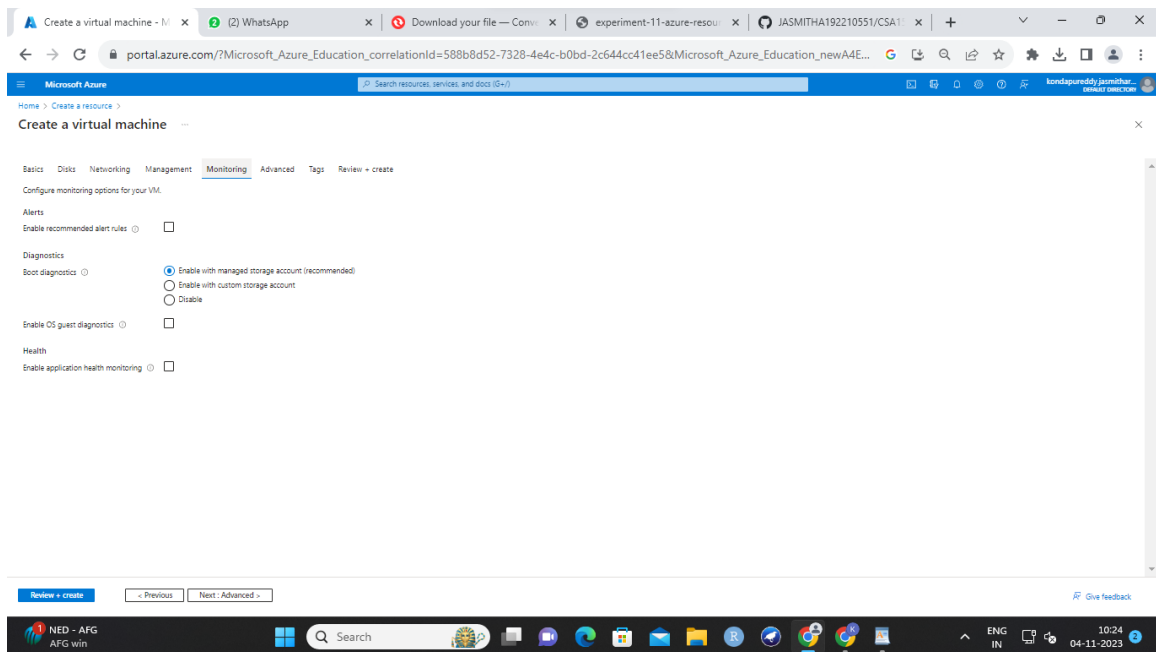 Create a virtual machine - M
2 (2) WhatsApp
Download your file — Conve
experiment-11-azure-resour
JASMITHA192210551/CSA1
portal.azure.com/?Microsoft_Azure_Education_correlationId=588b8d52-7328-4e4c-b0bd-2c644cc41ee5&Microsoft_Azure_Education_newA4E...
Microsoft Azure
Search resources, services, and docs (G+/)
kondapureddy.jasmithar...
DEFAULT DIRECTORY
Home > Create a resource >
Create a virtual machine ...
Basics Disks Networking Management Monitoring Advanced Tags Review + create
Configure monitoring options for your VM.
Alerts
Enable recommended alert rules
Diagnostics
Boot diagnostics
Enable with managed storage account (recommended)
Enable with custom storage account
Disable
Enable OS guest diagnostics
Health
Enable application health monitoring
Review + create
< Previous
Next : Advanced >
Give feedback
1 NED - AFG
AFG win
Search
ENG
IN
10:24
04-11-2023
2